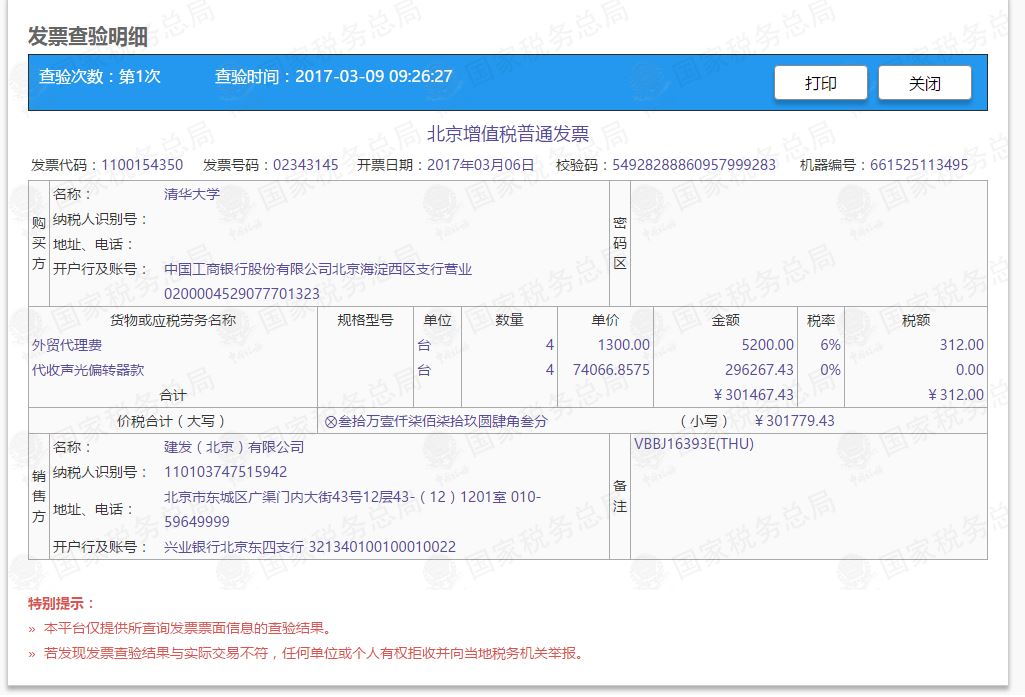 发票查验明细
查验次数：第1次 查验时间：2017-03-09 09:26:27 打印 关闭
北京增值税普通发票
发票代码：1100154350 发票号码：02343145 开票日期：2017年03月06日 校验码：54928288860957999283 机器编号：661525113495
购买方
名称： 清华大学
纳税人识别号：
地址、电话：
开户行及账号： 中国工商银行股份有限公司北京海淀西区支行营业
0200004529077701323
密码区
货物或应税劳务名称 规格型号 单位 数量 单价 金额 税率 税额
外贸代理费 台 4 1300.00 5200.00 6% 312.00
代收声光偏转器款 台 4 74066.8575 296267.43 0% 0.00
合计 ￥301467.43 ￥312.00
价税合计（大写） ⊗叁拾万壹仟柒佰柒拾玖圆肆角叁分 （小写） ￥301779.43
销售方
名称： 建发（北京）有限公司
纳税人识别号： 110103747515942
地址、电话： 北京市东城区广渠门内大街43号12层43-（12）1201室 010-
59649999
开户行及账号： 兴业银行北京东四支行 321340100100010022
备注
VBBJ16393E(THU)
特别提示：
» 本平台仅提供所查询发票票面信息的查验结果。
» 若发现发票查验结果与实际交易不符，任何单位或个人有权拒收并向当地税务机关举报。
国家税务总局